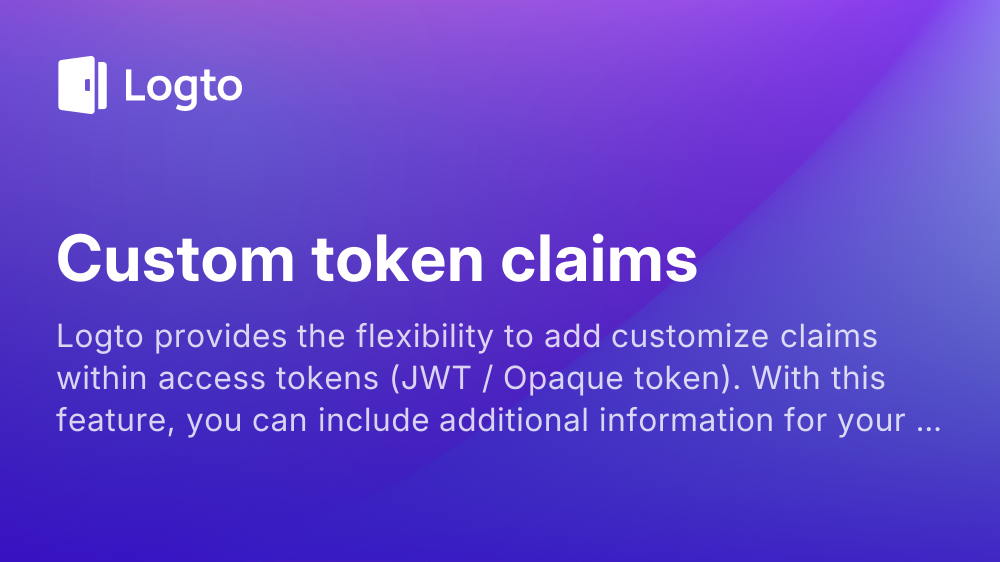 Logto
Custom token claims
Logto provides the flexibility to add customize claims
within access tokens (JWT / Opaque token). With this
feature, you can include additional information for your ...